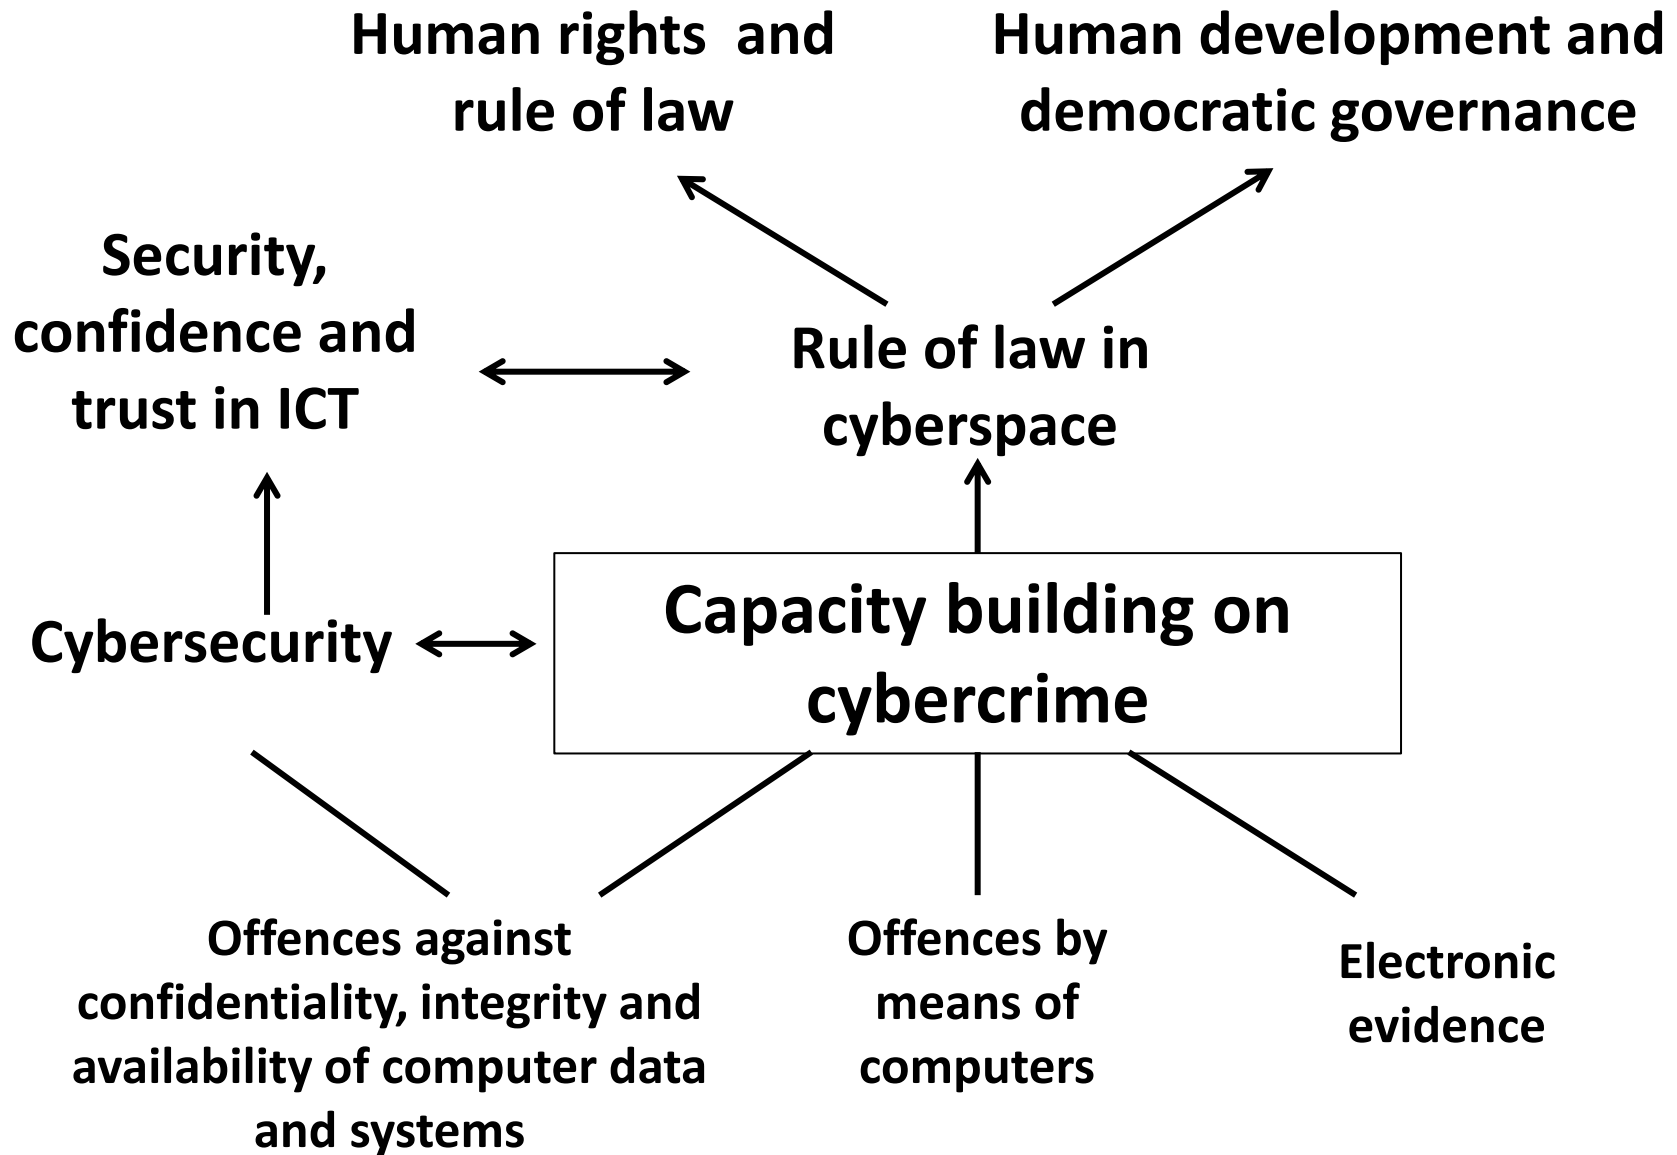 Human rights  and
rule of law
Human development and
democratic governance
Security,
confidence and
trust in ICT
Rule of law in
cyberspace
Cybersecurity
Capacity building on
cybercrime
Offences against
confidentiality, integrity and
availability of computer data
and systems
Offences by
means of
computers
Electronic
evidence